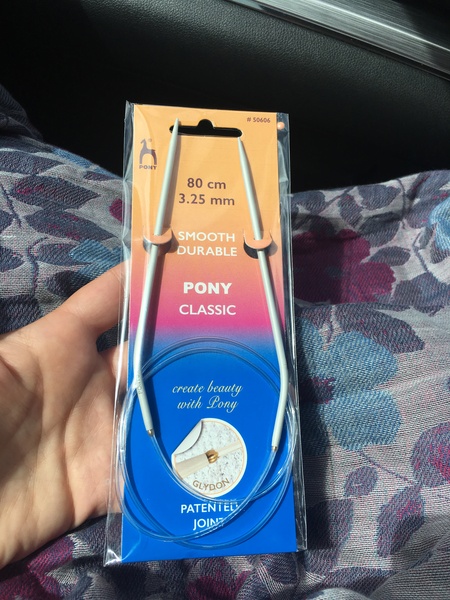 # 50606
PONY
80 cm
3.25 mm
SMOOTH
DURABLE
PONY
CLASSIC
create beauty
with Pony
GLYDON
PATENTED
JOINT